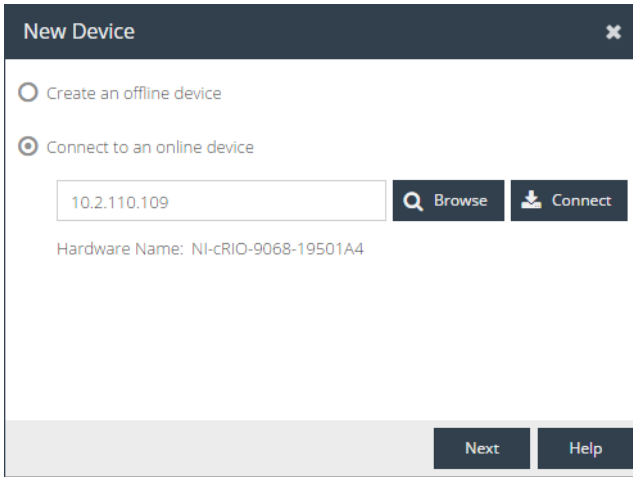 New Device
Create an offline device
Connect to an online device
10.2.110.109
Browse
Connect
Hardware Name: NI-cRIO-9068-19501A4
Next
Help